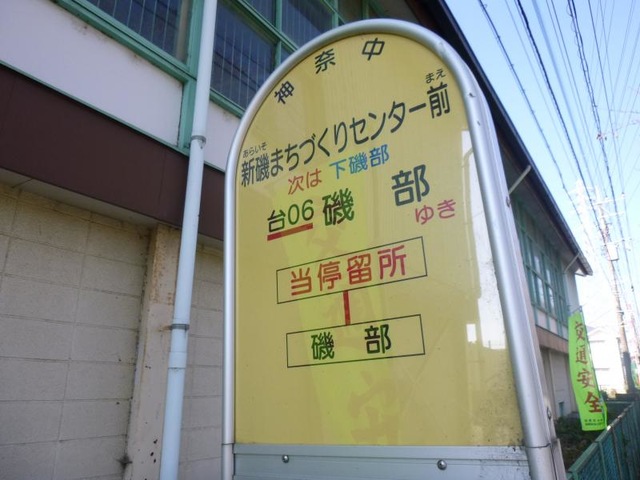 神奈中
あらいそ まえ
新磯まちづくりセンター前
次は 下磯部
台06 磯部 ゆき
当停留所
磯部
交通安全